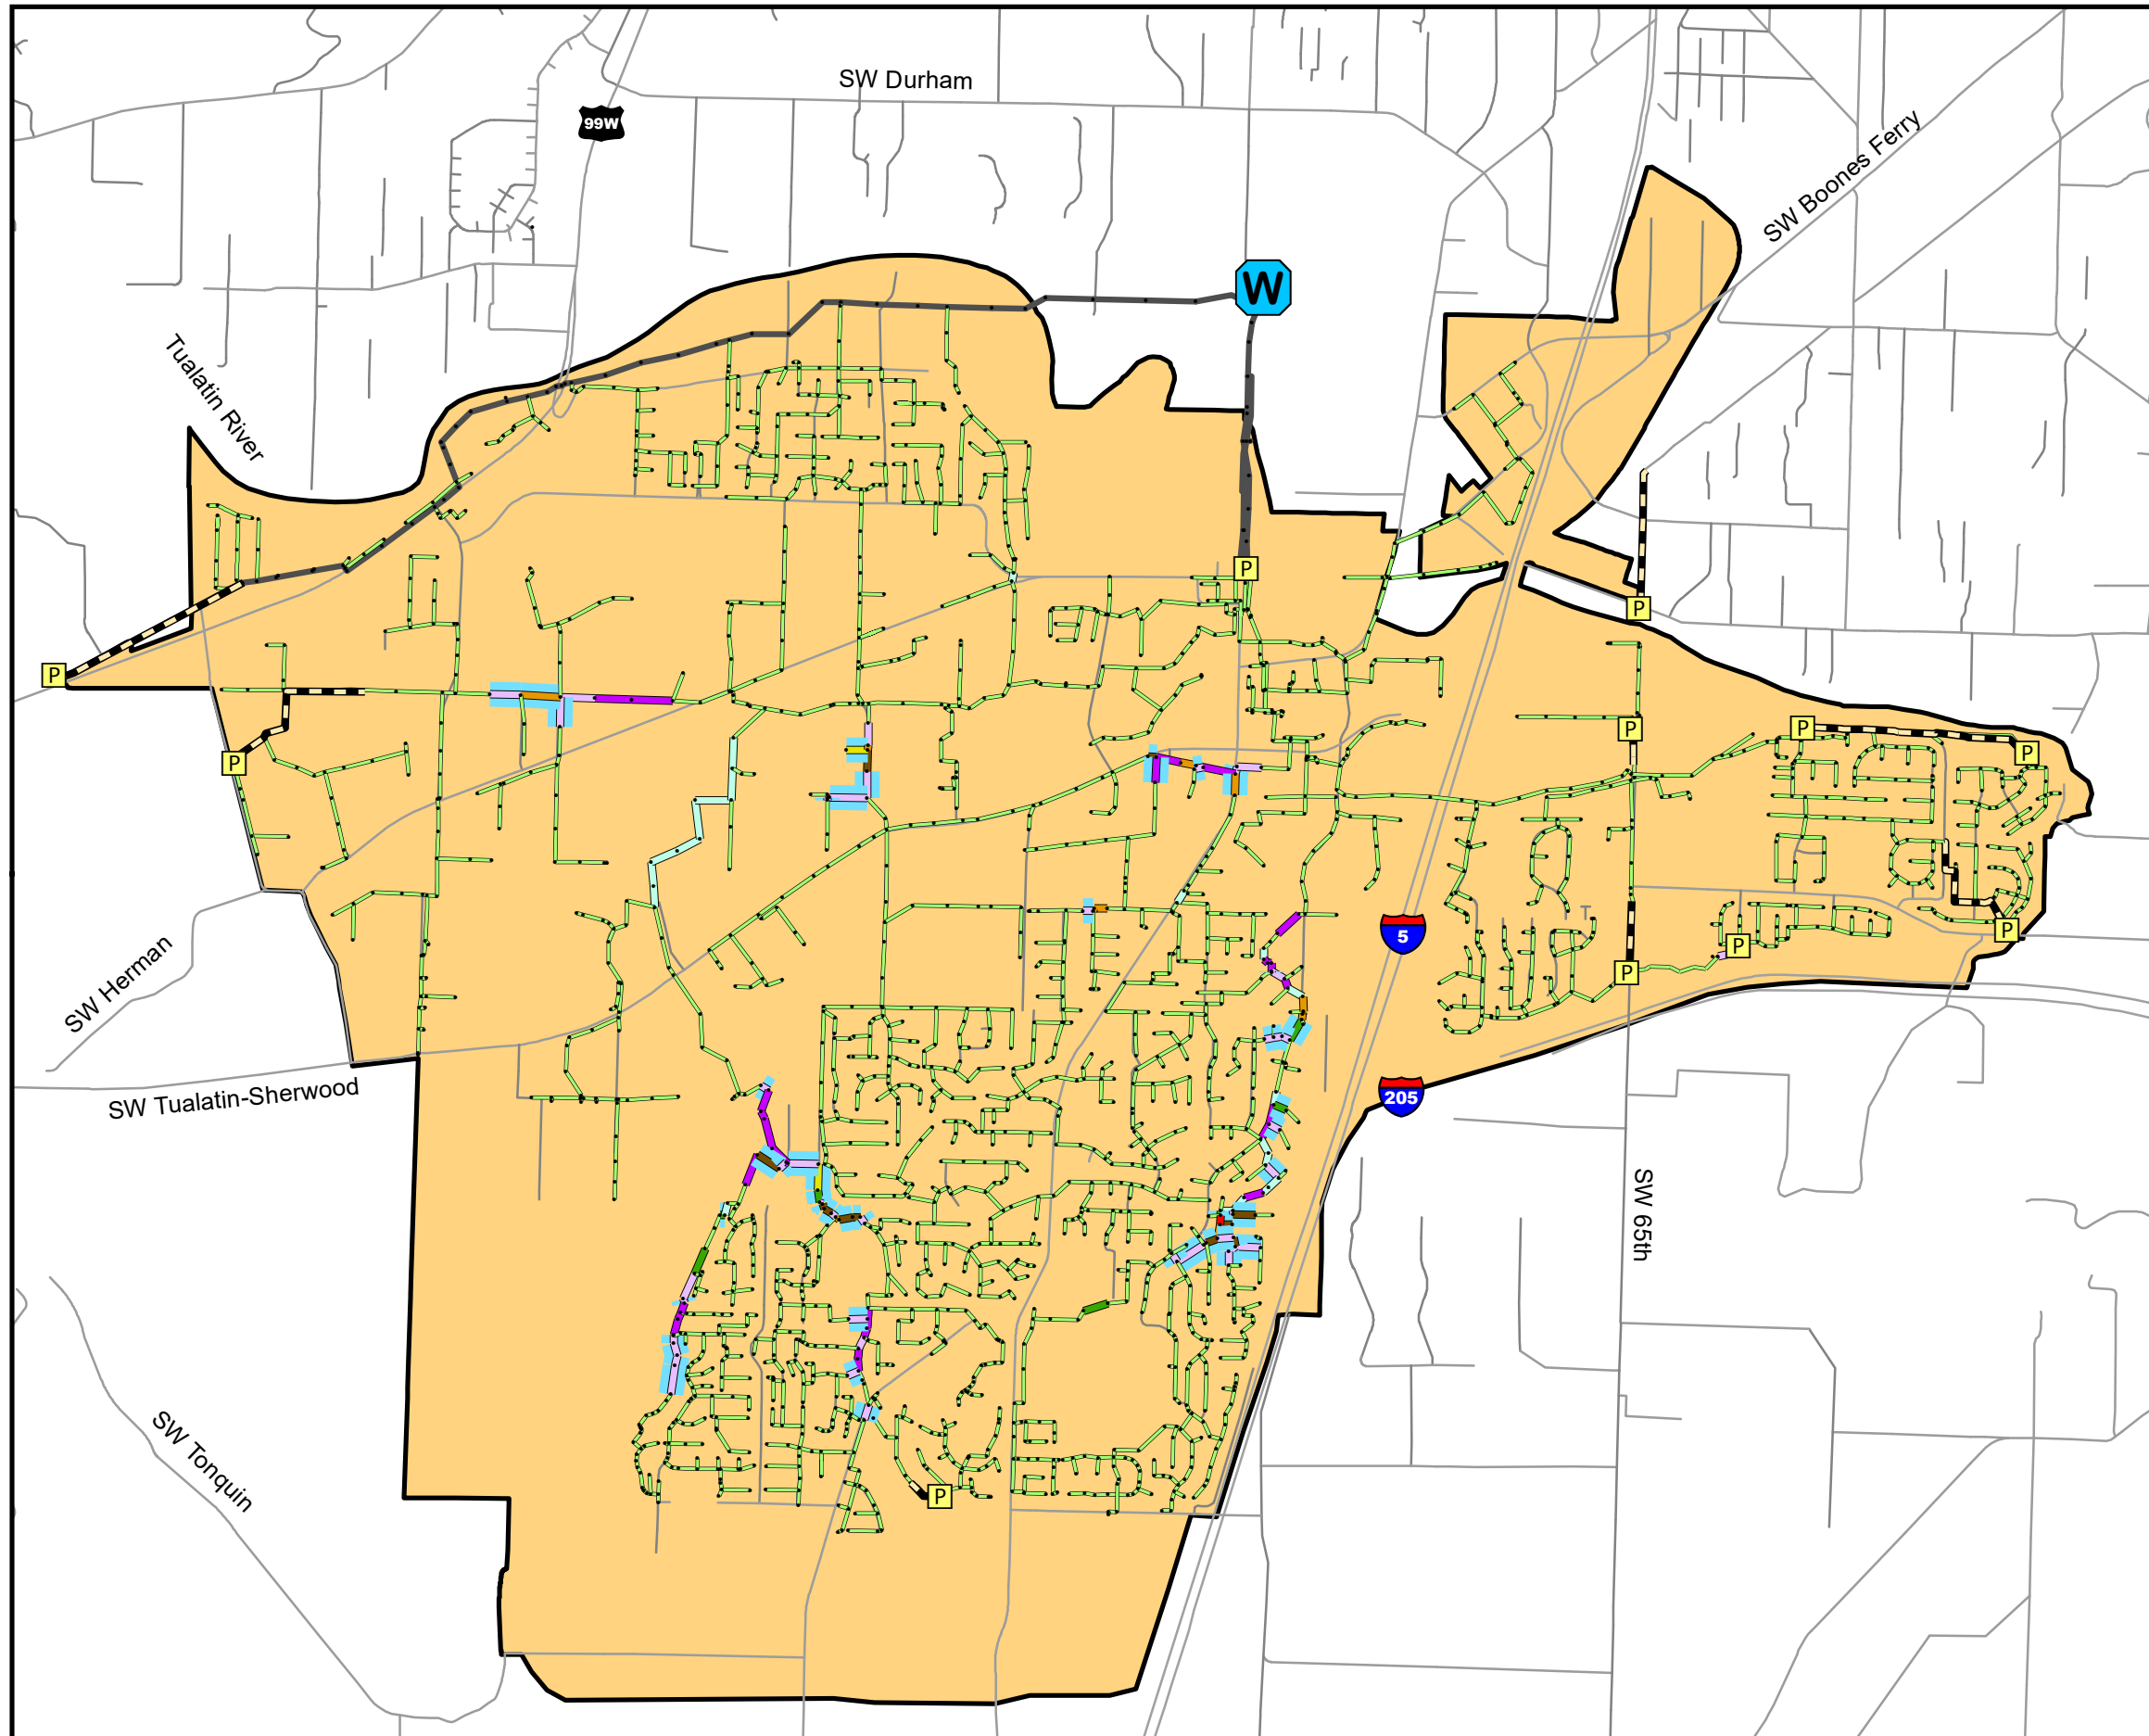 SW Durham
99W
SW Boones Ferry
W
Tualatin River
P
P
P
P
P
P
P
5
P
P
P
SW Herman
205
SW Tualatin-Sherwood
SW 65th
SW Tonquin
P